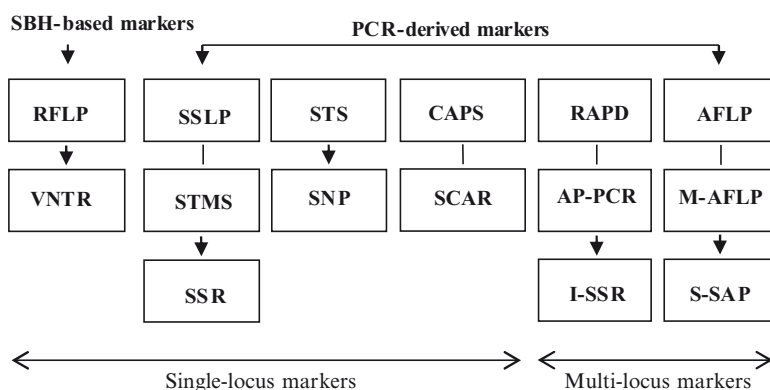 SBH-based markers PCR-derived markers
RFLP SSLP STS CAPS RAPD AFLP
VNTR STMS SNP SCAR AP-PCR M-AFLP
SSR I-SSR S-SAP
Single-locus markers Multi-locus markers